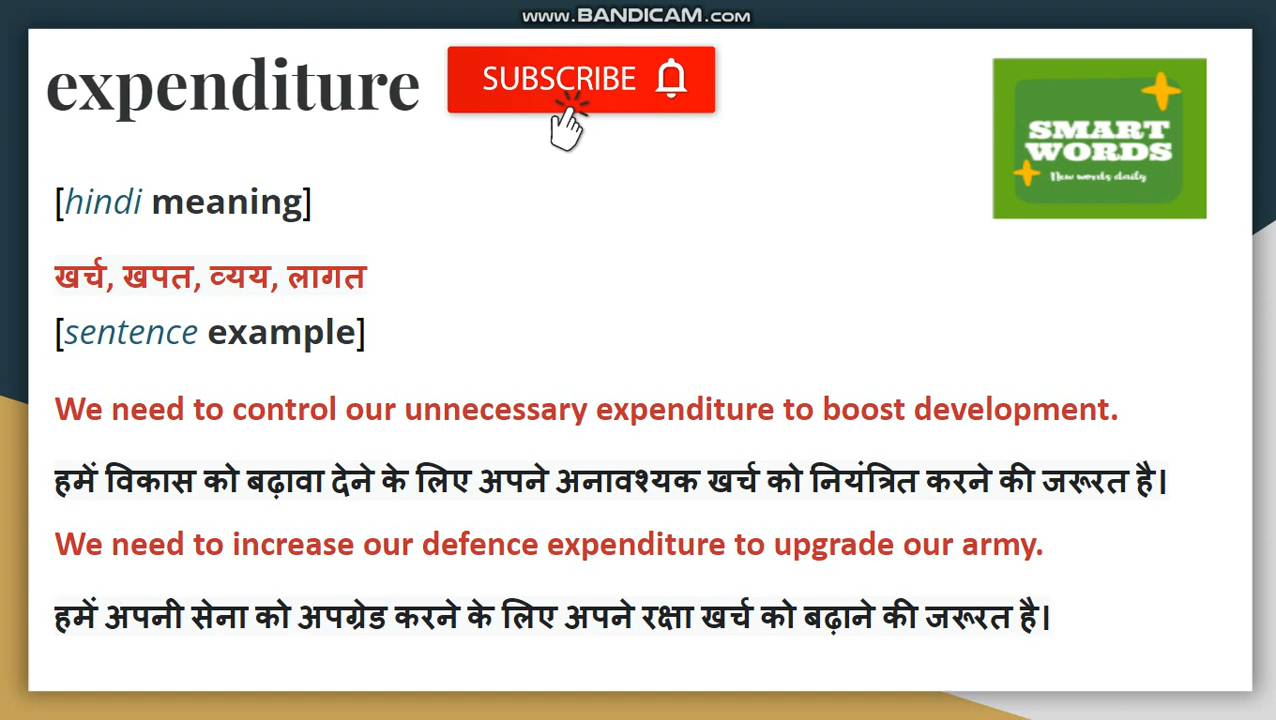 www.BANDICAM.com
expenditure
SUBSCRIBE
SMART
WORDS
New words daily
[hindi meaning]
खर्च, खपत, व्यय, लागत
[sentence example]
We need to control our unnecessary expenditure to boost development.
हमें विकास को बढ़ावा देने के लिए अपने अनावश्यक खर्च को नियंत्रित करने की जरूरत है।
We need to increase our defence expenditure to upgrade our army.
हमें अपनी सेना को अपग्रेड करने के लिए अपने रक्षा खर्च को बढ़ाने की जरूरत है।